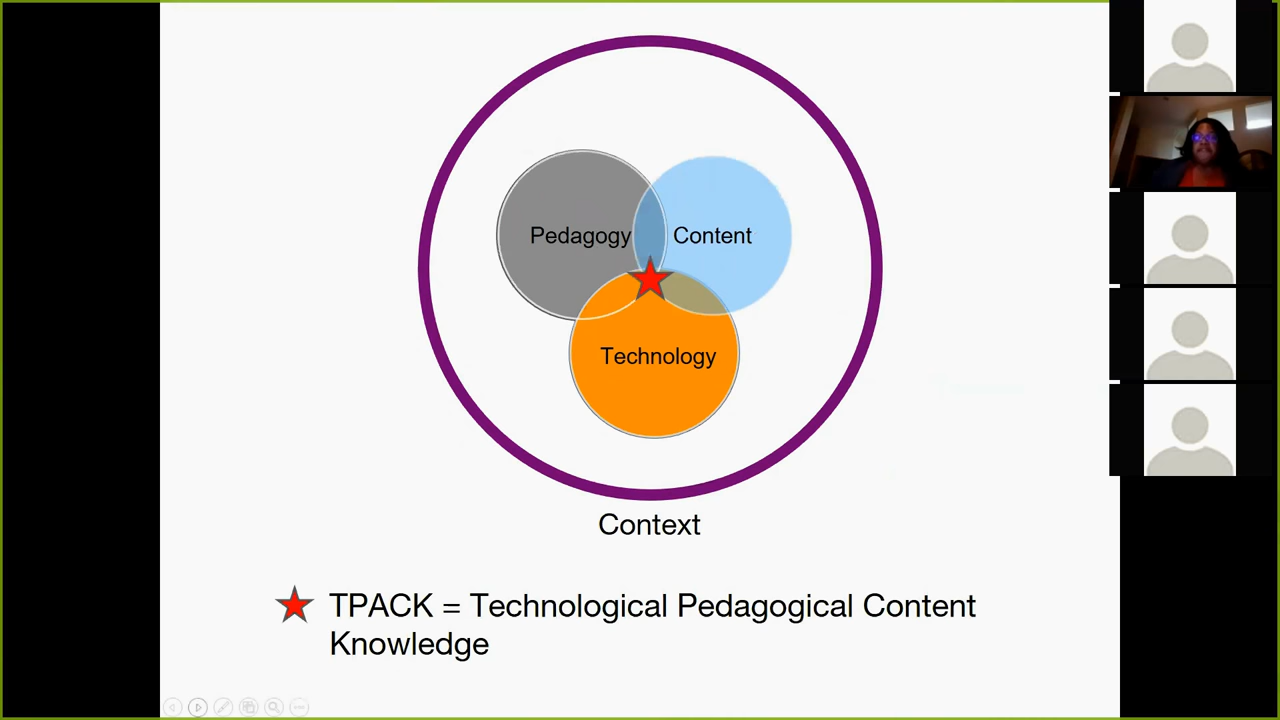 Pedagogy
Content
Technology
Context
TPACK = Technological Pedagogical Content
Knowledge